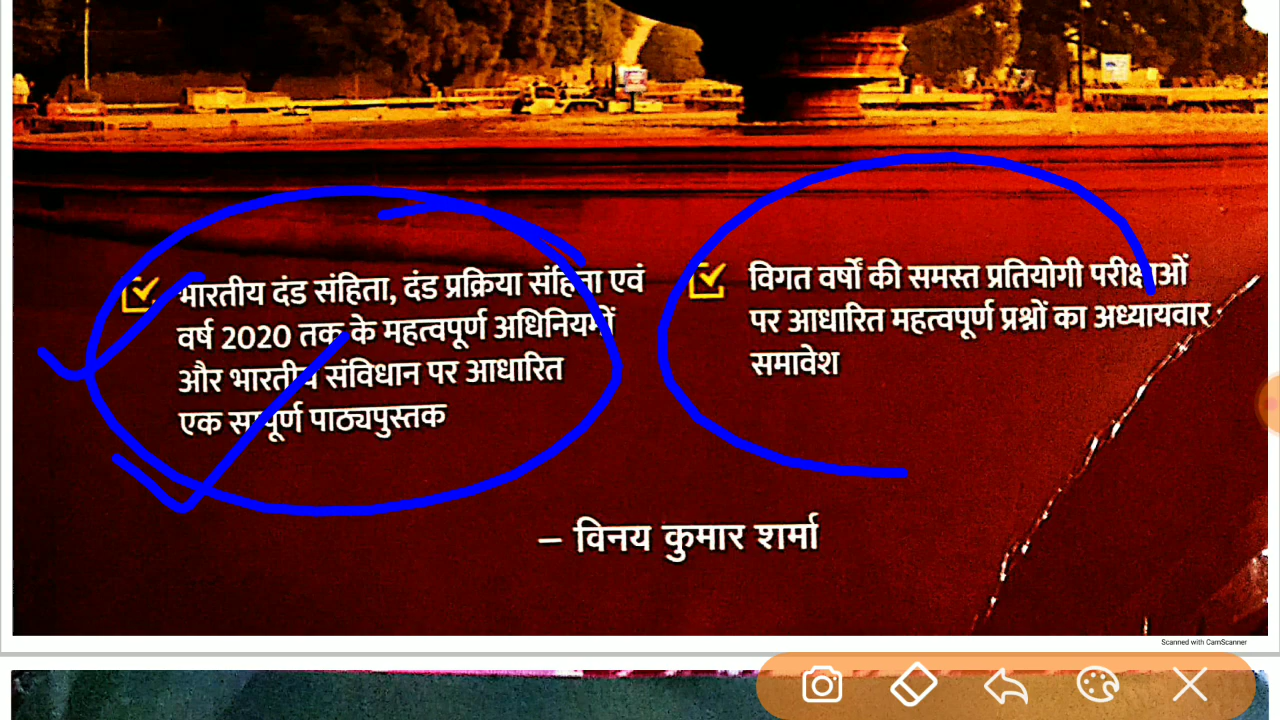 भारतीय दंड संहिता, दंड प्रक्रिया संहिता एवं
वर्ष 2020 तक के महत्वपूर्ण अधिनियमों
और भारतीय संविधान पर आधारित
एक सम्पूर्ण पाठ्यपुस्तक
विगत वर्षों की समस्त प्रतियोगी परीक्षाओं
पर आधारित महत्वपूर्ण प्रश्नों का अध्यायवार
समावेश
– विनय कुमार शर्मा
Scanned with CamScanner